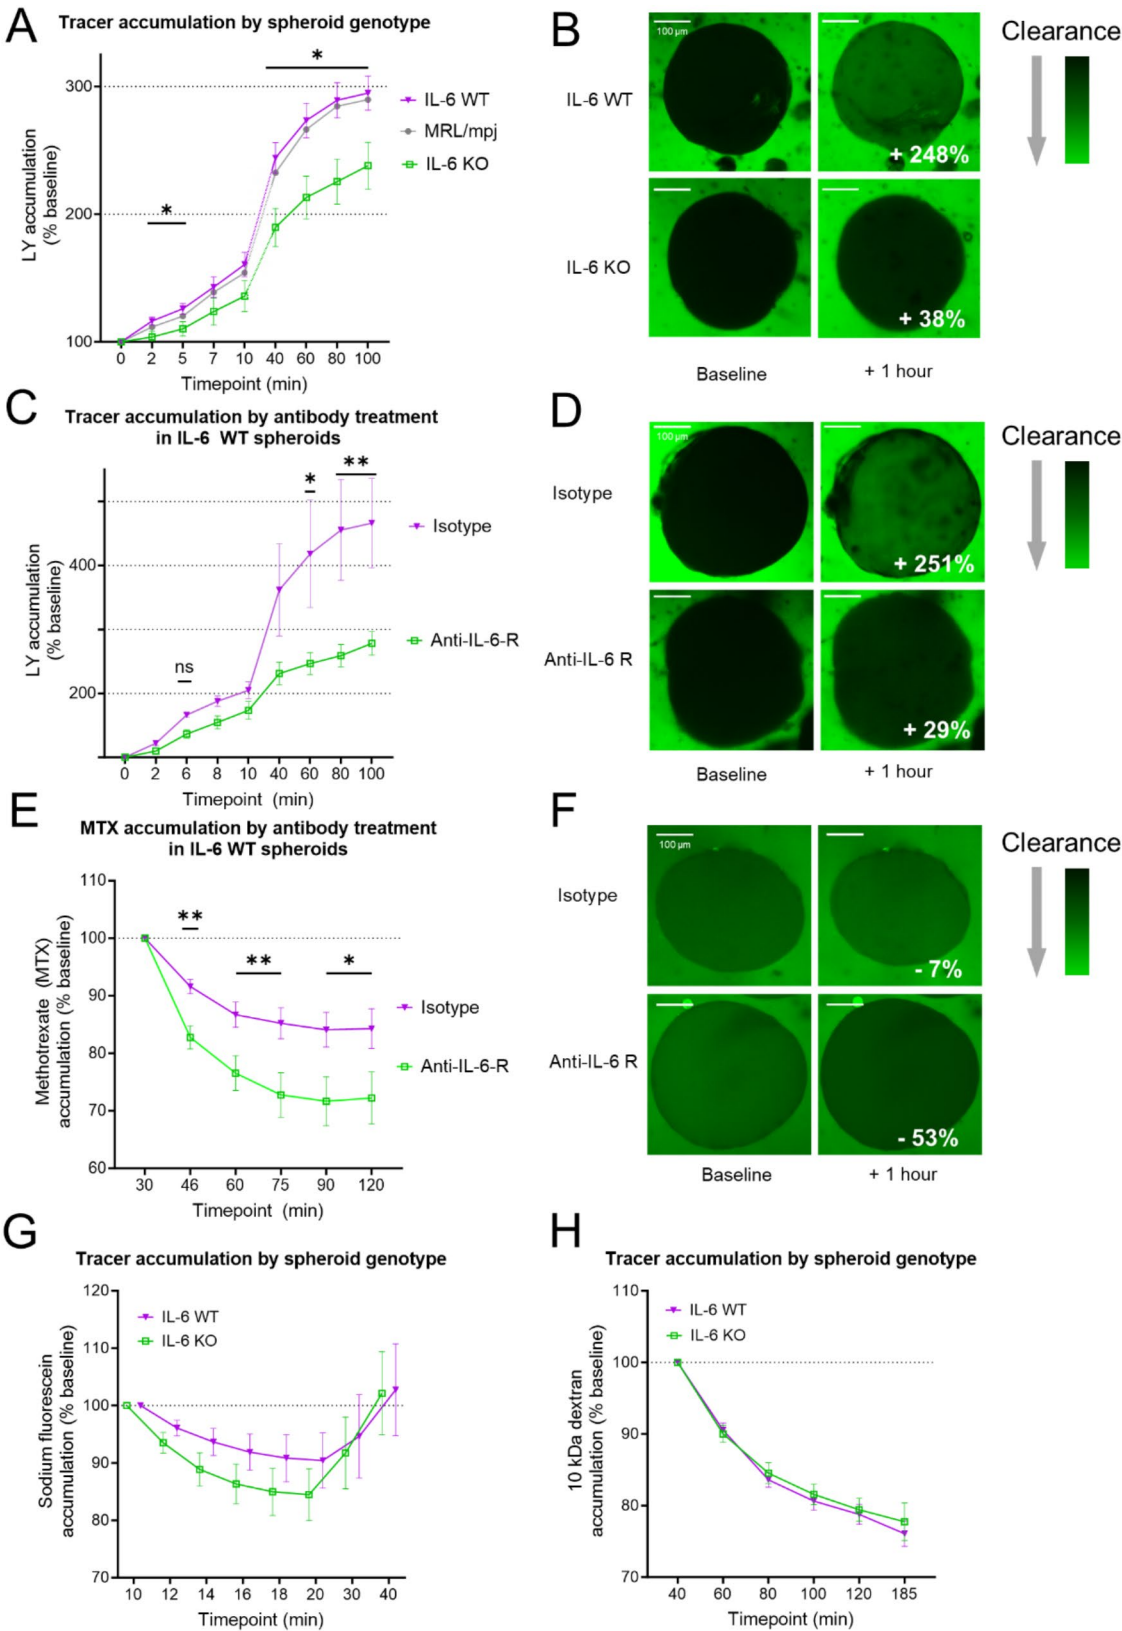 A
Tracer accumulation by spheroid genotype
LY accumulation
(% baseline)
300
200
100
*
*
IL-6 WT
MRL/mpj
IL-6 KO
0 2 5 7 10 40 60 80 100
Timepoint (min)
B
IL-6 WT
100 µm
+ 248%
IL-6 KO
+ 38%
Baseline
+ 1 hour
Clearance
C
Tracer accumulation by antibody treatment
in IL-6 WT spheroids
LY accumulation
(% baseline)
400
200
ns
*
**
Isotype
Anti-IL-6-R
0 2 6 8 10 40 60 80 100
Timepoint (min)
D
Isotype
100 µm
+ 251%
Anti-IL-6 R
+ 29%
Baseline
+ 1 hour
Clearance
E
MTX accumulation by antibody treatment
in IL-6 WT spheroids
Methotrexate (MTX)
accumulation (% baseline)
110
100
90
80
70
60
**
**
*
Isotype
Anti-IL-6-R
30 46 60 75 90 120
Timepoint (min)
F
Isotype
100 µm
- 7%
Anti-IL-6 R
- 53%
Baseline
+ 1 hour
Clearance
G
Tracer accumulation by spheroid genotype
Sodium fluorescein
accumulation (% baseline)
120
110
100
90
80
70
IL-6 WT
IL-6 KO
10 12 14 16 18 20 30 40
Timepoint (min)
H
Tracer accumulation by spheroid genotype
10 kDa dextran
accumulation (% baseline)
110
100
90
80
70
IL-6 WT
IL-6 KO
40 60 80 100 120 185
Timepoint (min)